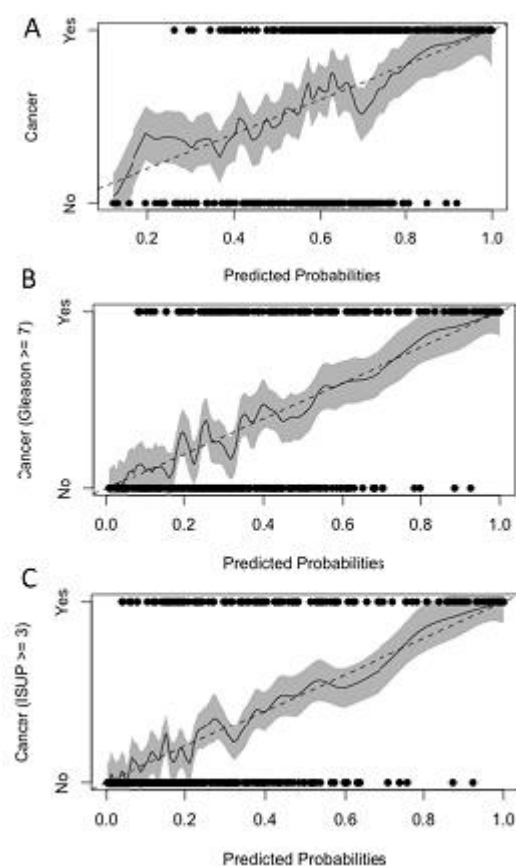 A
Yes
Cancer
No
0.2 0.4 0.6 0.8 1.0
Predicted Probabilities
B
Yes
Cancer (Gleason >= 7)
No
0.0 0.2 0.4 0.6 0.8 1.0
Predicted Probabilities
C
Yes
Cancar (ISUP >= 3)
No
0.0 0.2 0.4 0.6 0.8 1.0
Predicted Probabilities